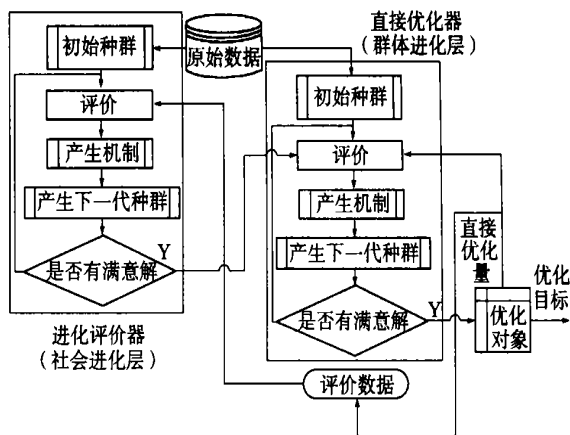 初始种群
原始数据
评价
产生机制
产生下一代种群
是否有满意解
Y
进化评价器
（社会进化层）
直接优化器
（群体进化层）
初始种群
评价
产生机制
产生下一代种群
是否有满意解
Y
评价数据
直接
优化
量
优化
对象
优化
目标